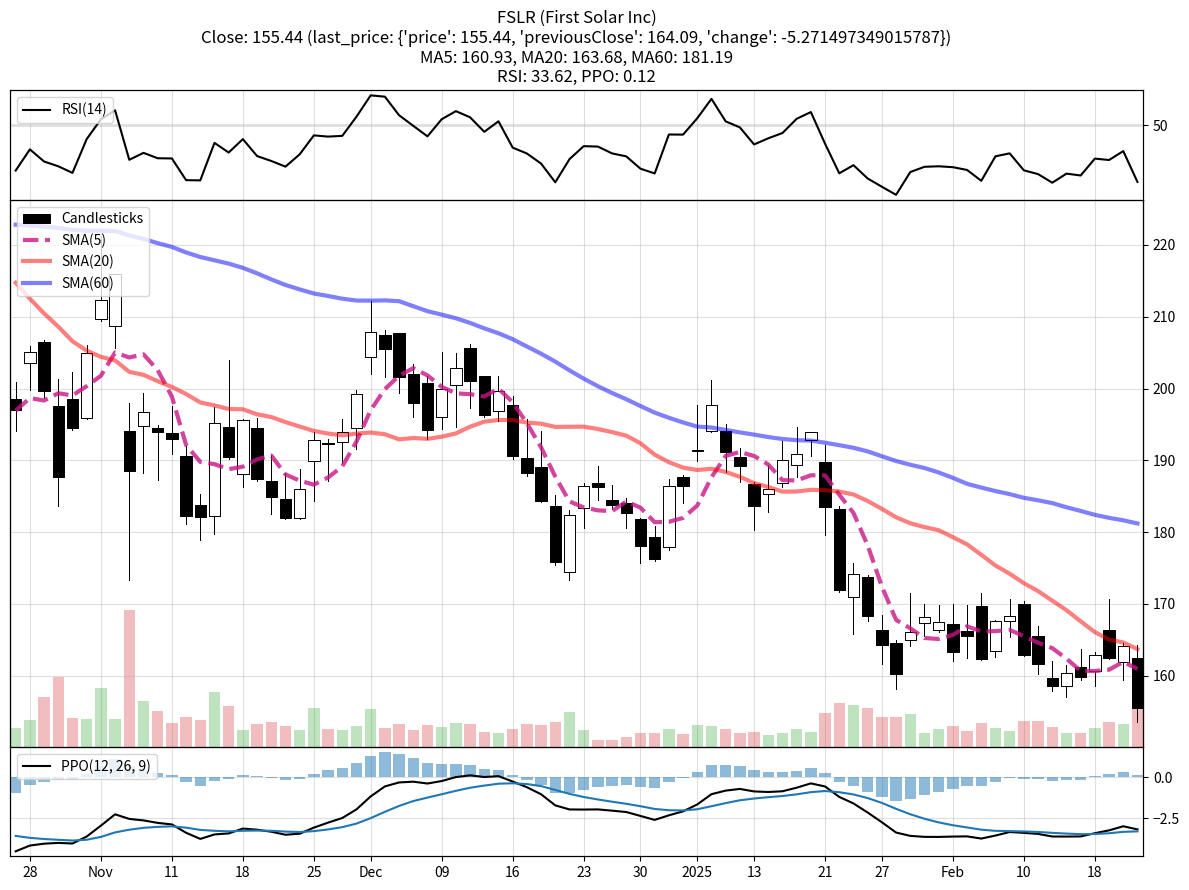 FSLR (First Solar Inc)
Close: 155.44 (last_price: {'price': 155.44, 'previousClose': 164.09, 'change': -5.271497349015787})
MA5: 160.93, MA20: 163.68, MA60: 181.19
RSI: 33.62, PPO: 0.12
RSI(14)
50
Candlesticks
SMA(5)
SMA(20)
SMA(60)
220
210
200
190
180
170
160
PPO(12,26, 9)
0.0
−2.5
28 Nov 11 18 25 Dec 09 16 23 30 2025 13 21 27 Feb 10 18